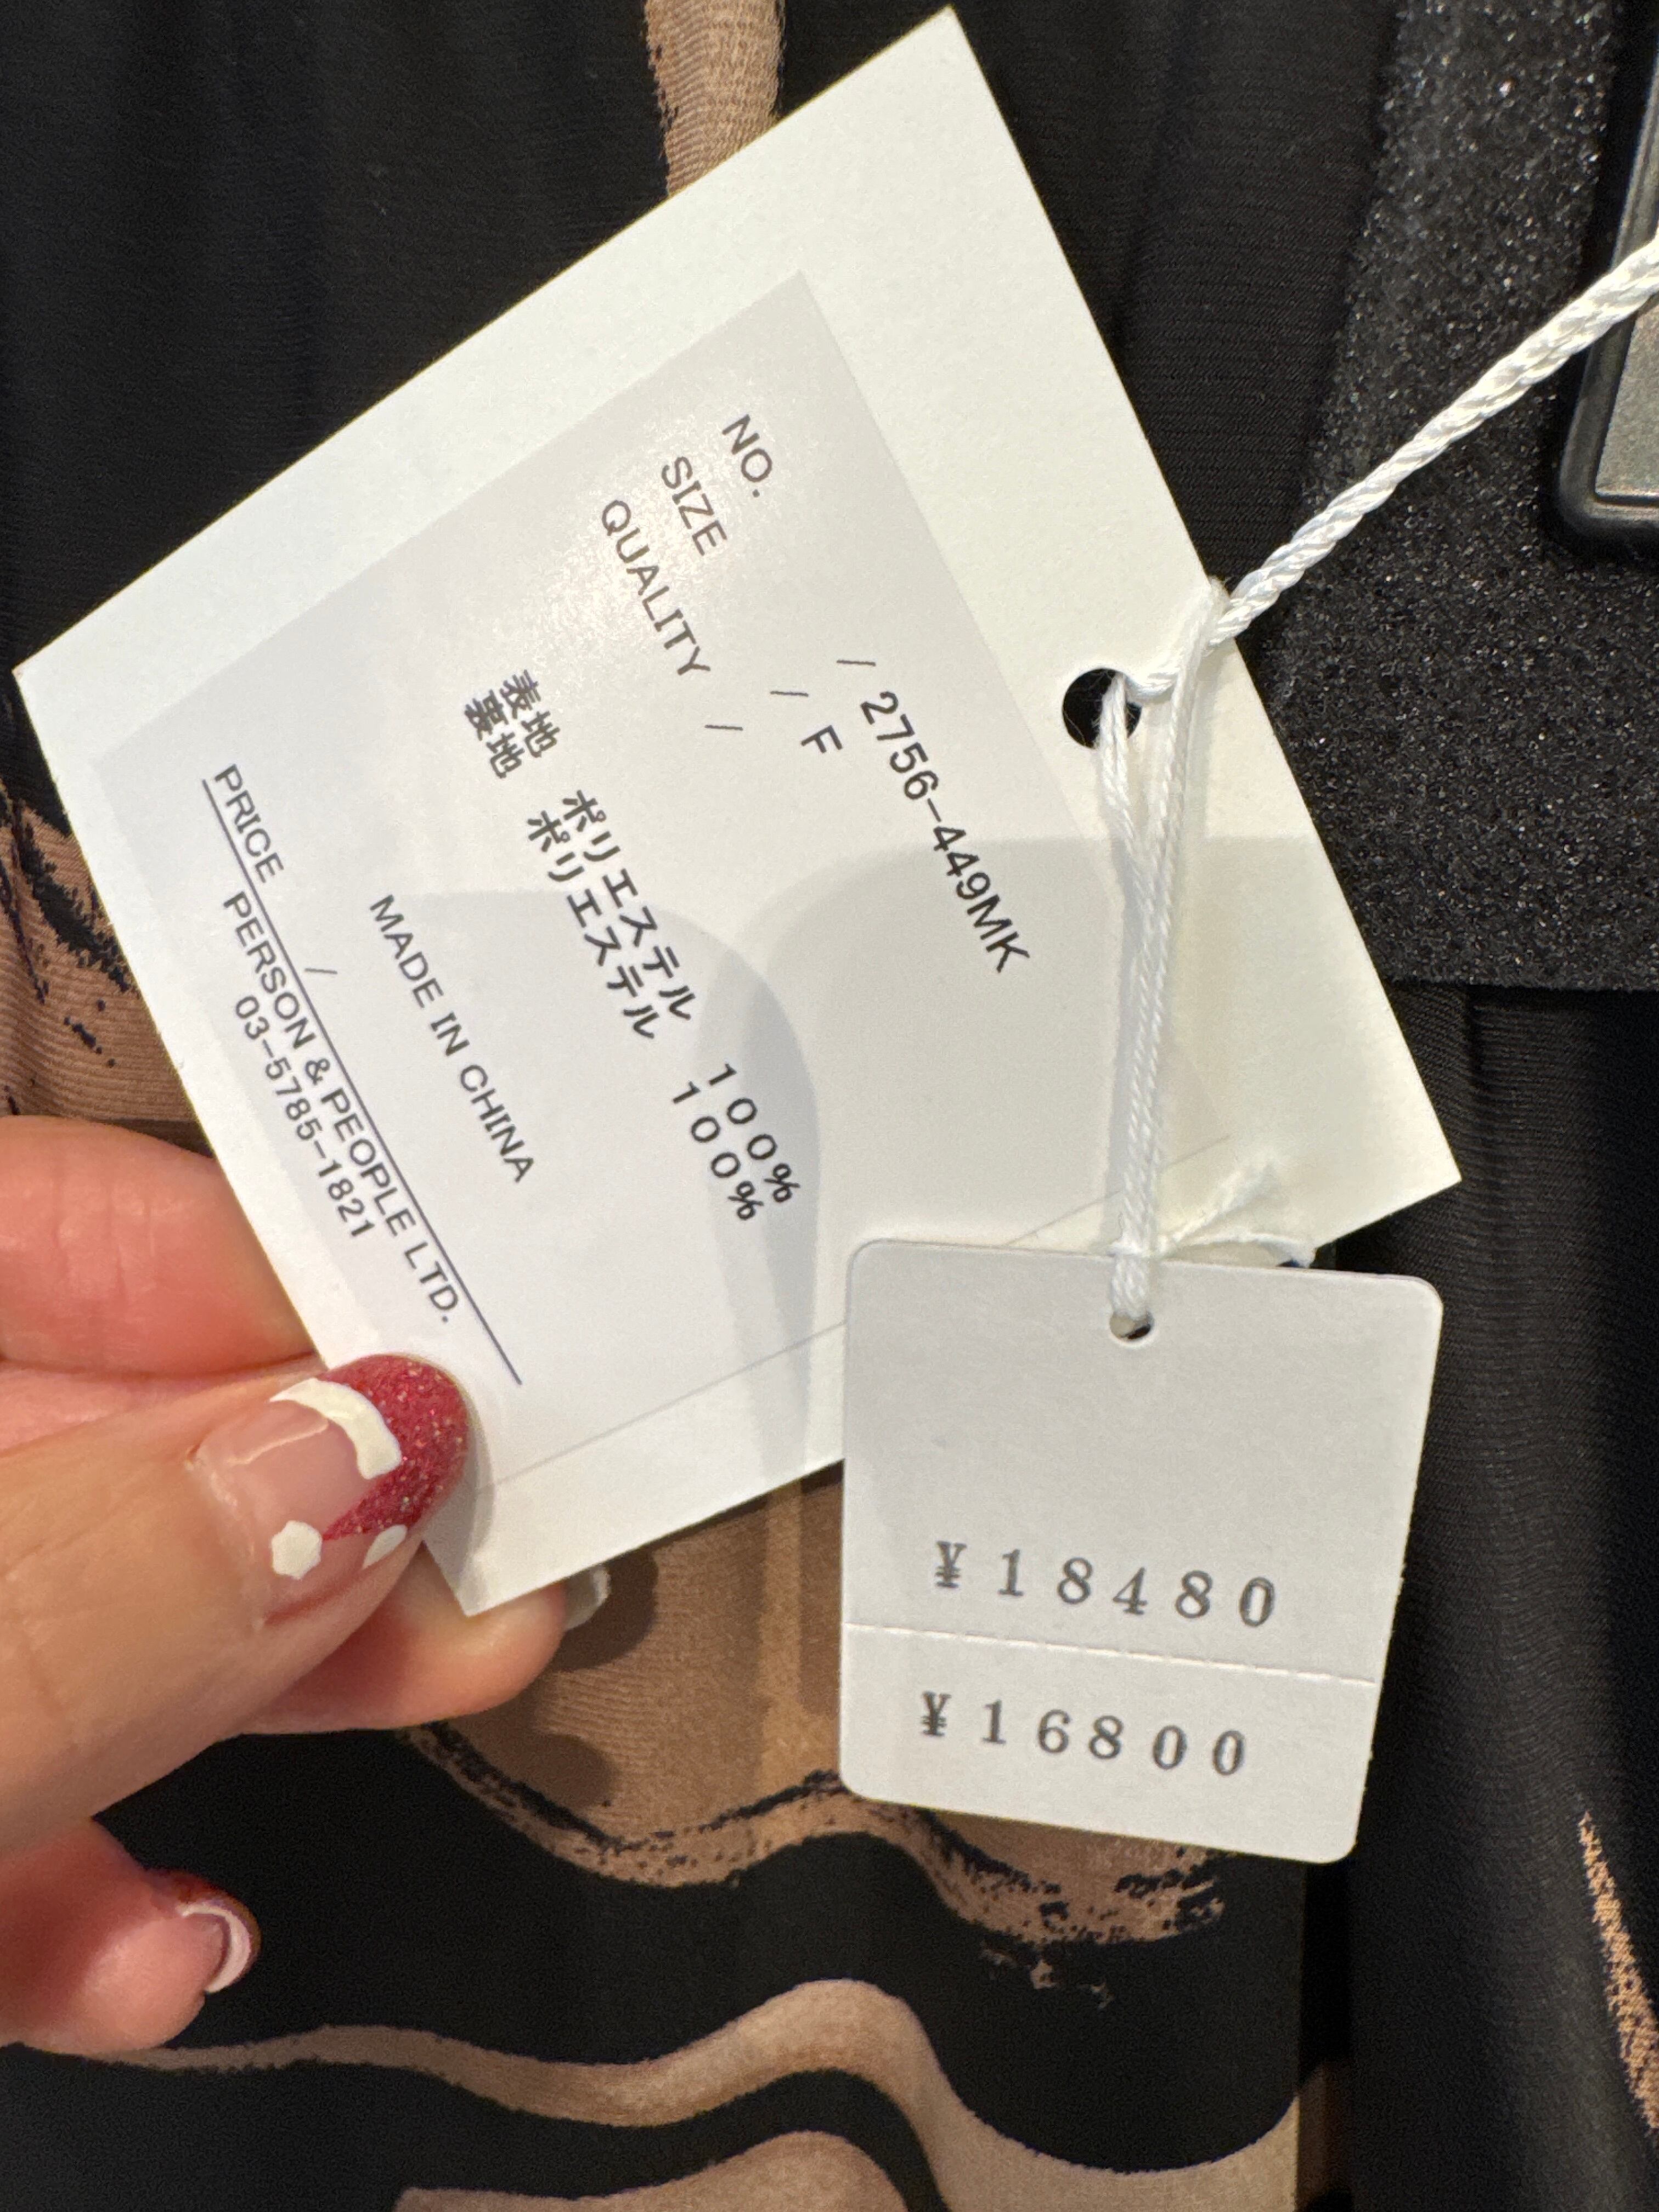 NO. / 2756-449MK
SIZE / F
QUALITY /
表地 ポリエステル 100%
裏地 ポリエステル 100%
MADE IN CHINA
PRICE /
PERSON & PEOPLE LTD.
03-5785-1821
¥18480
¥16800